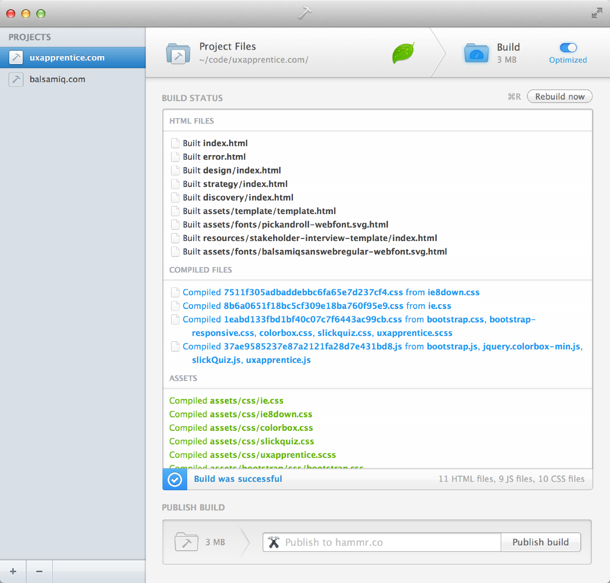 PROJECTS
uxapprentice.com
balsamiq.com
Project Files
~/code/uxapprentice.com/
Build
3 MB
Optimized
BUILD STATUS
⌘R
Rebuild now
HTML FILES
Built index.html
Built error.html
Built design/index.html
Built strategy/index.html
Built discovery/index.html
Built assets/template/template.html
Built assets/fonts/pickandroll-webfont.svg.html
Built resources/stakeholder-interview-template/index.html
Built assets/fonts/balsamiqsanswebregular-webfont.svg.html
COMPILED FILES
Compiled 7511f305adbaddebbc6fa65e7d237cf4.css from ie8down.css
Compiled 8b6a0651f18bc5cf309e18ba760f95e9.css from ie.css
Compiled 1eabd133fbd1bf40c07c7f6443ac99cb.css from bootstrap.css, bootstrap-
responsive.css, colorbox.css, slickquiz.css, uxapprentice.scss
Compiled 37ae9585237e87a2121fa28d7e431bd8.js from bootstrap.js, jquery.colorbox-min.js,
slickQuiz.js, uxapprentice.js
ASSETS
Compiled assets/css/ie.css
Compiled assets/css/ie8down.css
Compiled assets/css/colorbox.css
Compiled assets/css/slickquiz.css
Compiled assets/css/uxapprentice.scss
Compiled assets/bootstrap/css/bootstrap.css
Build was successful
11 HTML files, 9 JS files, 10 CSS files
PUBLISH BUILD
3 MB
Publish to hammr.co
Publish build